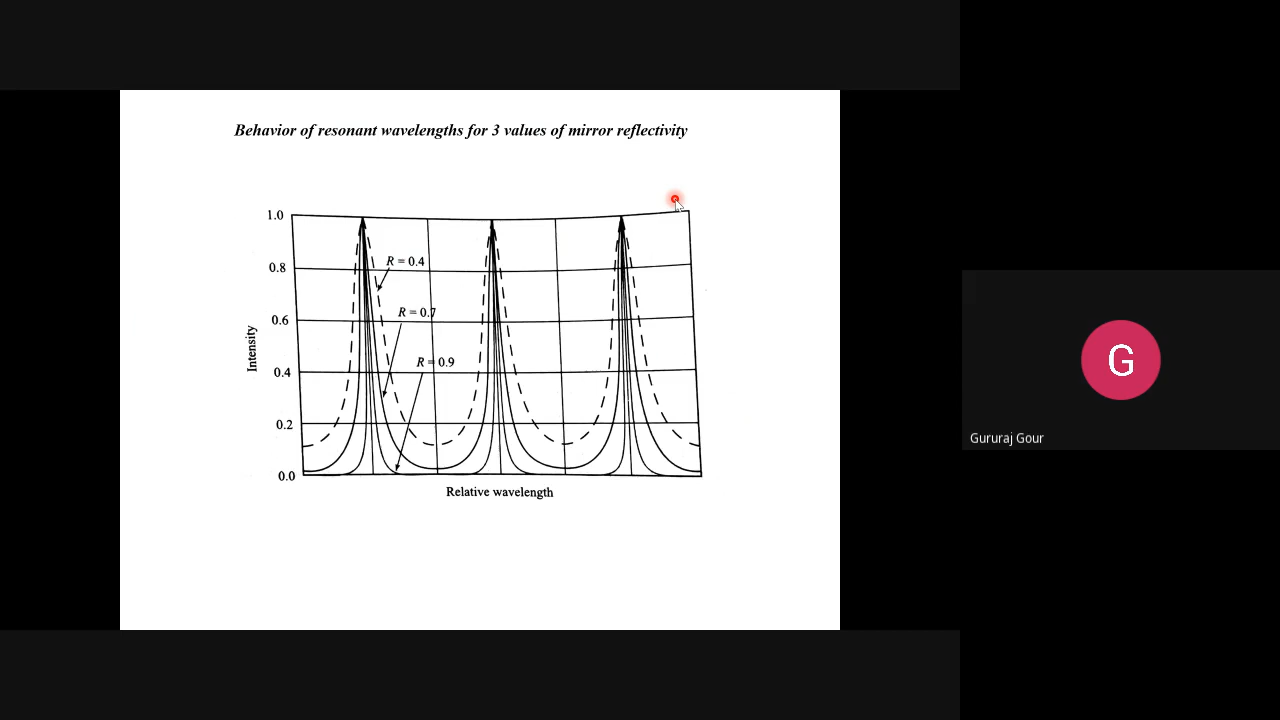 Behavior of resonant wavelengths for 3 values of mirror reflectivity
1.0
0.8
0.6
0.4
0.2
0.0
Intensity
R = 0.4
R = 0.7
R = 0.9
Relative wavelength
G
Gururaj Gour